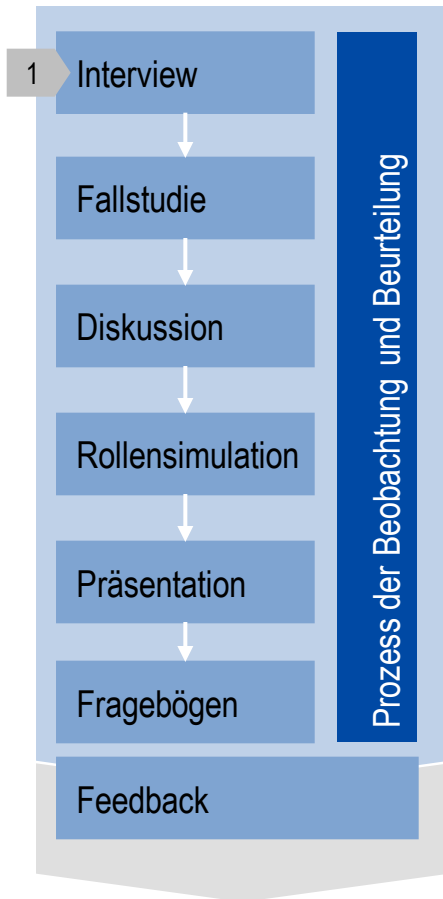 1
Interview
Fallstudie
Diskussion
Rollensimulation
Präsentation
Fragebögen
Feedback
Prozess der Beobachtung und Beurteilung